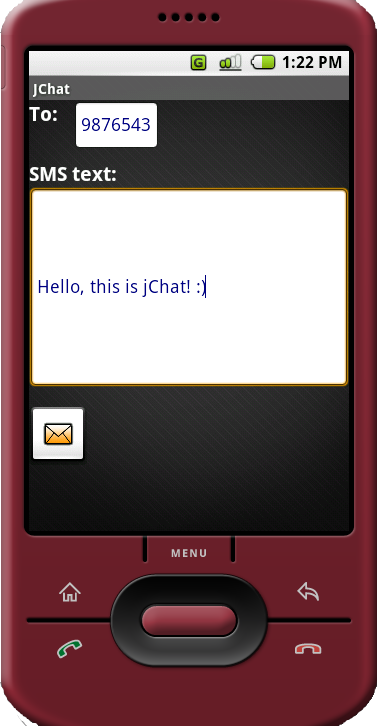 G 1:22 PM
JChat
To: 9876543
SMS text:
Hello, this is jChat! :)
MENU